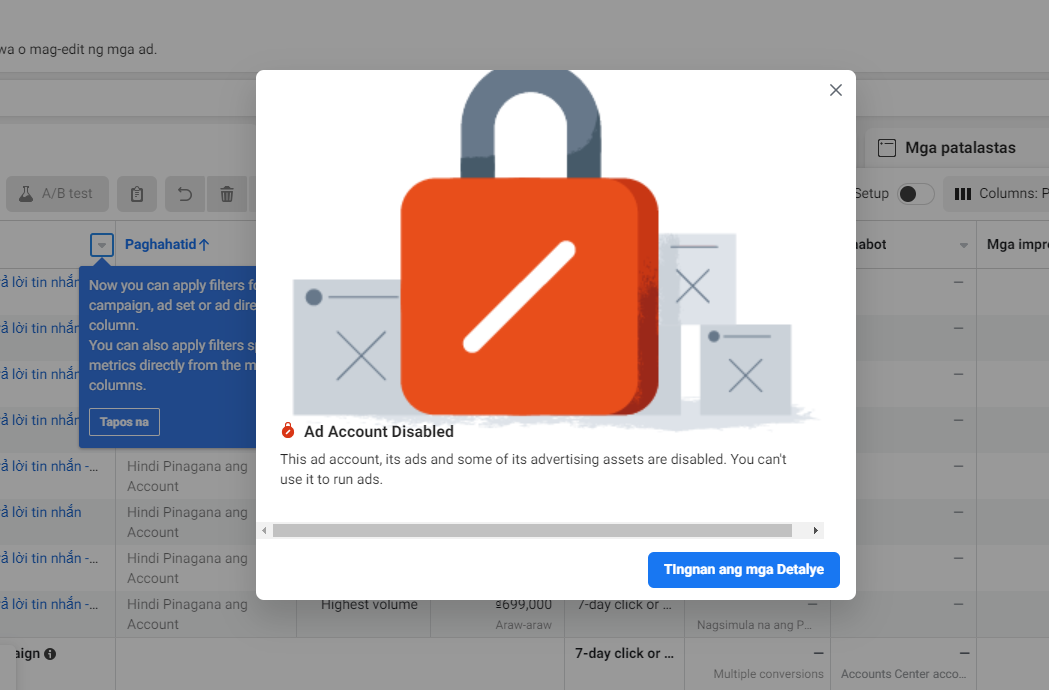 o mag-edit ng mga ad.
Mga patalastas
A/B test
Setup
Columns:
Paghahatid↑
Mga
lời tin nhắn
Now you can apply filters
campaign, ad set or ad
column.
lời tin nhắn
You can also apply filters
metrics directly from the
lời tin nhắn
columns.
Tapos na
lời tin nhắn
Ad Account Disabled
This ad account, its ads and some of its advertising assets are disabled. You can't
use it to run ads.
lời tin nhắn -...
Hindi Pinagana ang
Account
lời tin nhắn
Hindi Pinagana ang
Account
lời tin nhắn -...
Hindi Pinagana ang
Account
TIngnan ang mga Detalye
lời tin nhắn -...
Hindi Pinagana ang
Account
Highest volume
₫699,000
Araw-araw
7-day click or ...
—
Nagsimula na ang P...
—
7-day click or ...
—
Multiple conversions
—
Accounts Center acco...